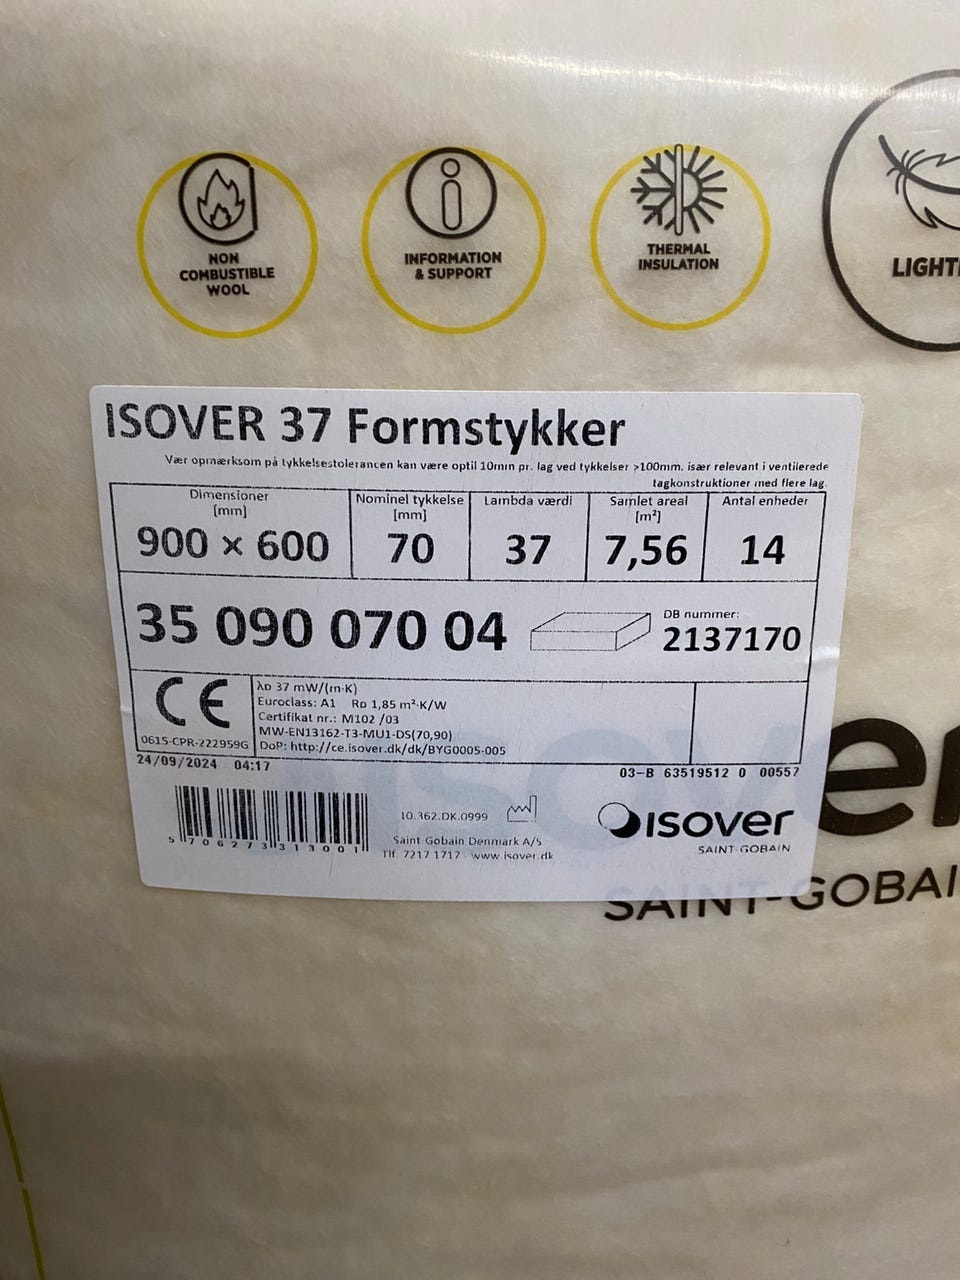 NON
COMBUSTIBLE
WOOL
INFORMATION
& SUPPORT
THERMAL
INSULATION
LIGHT
ISOVER 37 Formstykker
Vær opmærksom på tykkelsestolerancen kan være optil 10mm pr. lag ved tykkelser >100mm. især relevant i ventilerede
tagkonstruktioner med flere lag.
Dimensioner
[mm]
900 x 600
Nominel tykkelse
[mm]
70
Lambda værdi
37
Samlet areal
[m²]
7,56
Antal enheder
14
35 090 070 04
DB nummer:
2137170
CE
0615-CPR-222959G
λD 37 mW/(m·K)
Euroclass: A1 RD 1,85 m²·K/W
Certifikat nr.: M102 /03
MW-EN13162-T3-MU1-DS(70,90)
DoP: http://ce.isover.dk/dk/BYG0005-005
24/09/2024 04:17
03-B 63519512 0 00557
5 706273 313001
10.362.DK.0999
Saint Gobain Denmark A/S
Tlf. 7217 1717 - www.isover.dk
isover
SAINT-GOBAIN
isover
SAINT-GOBAI